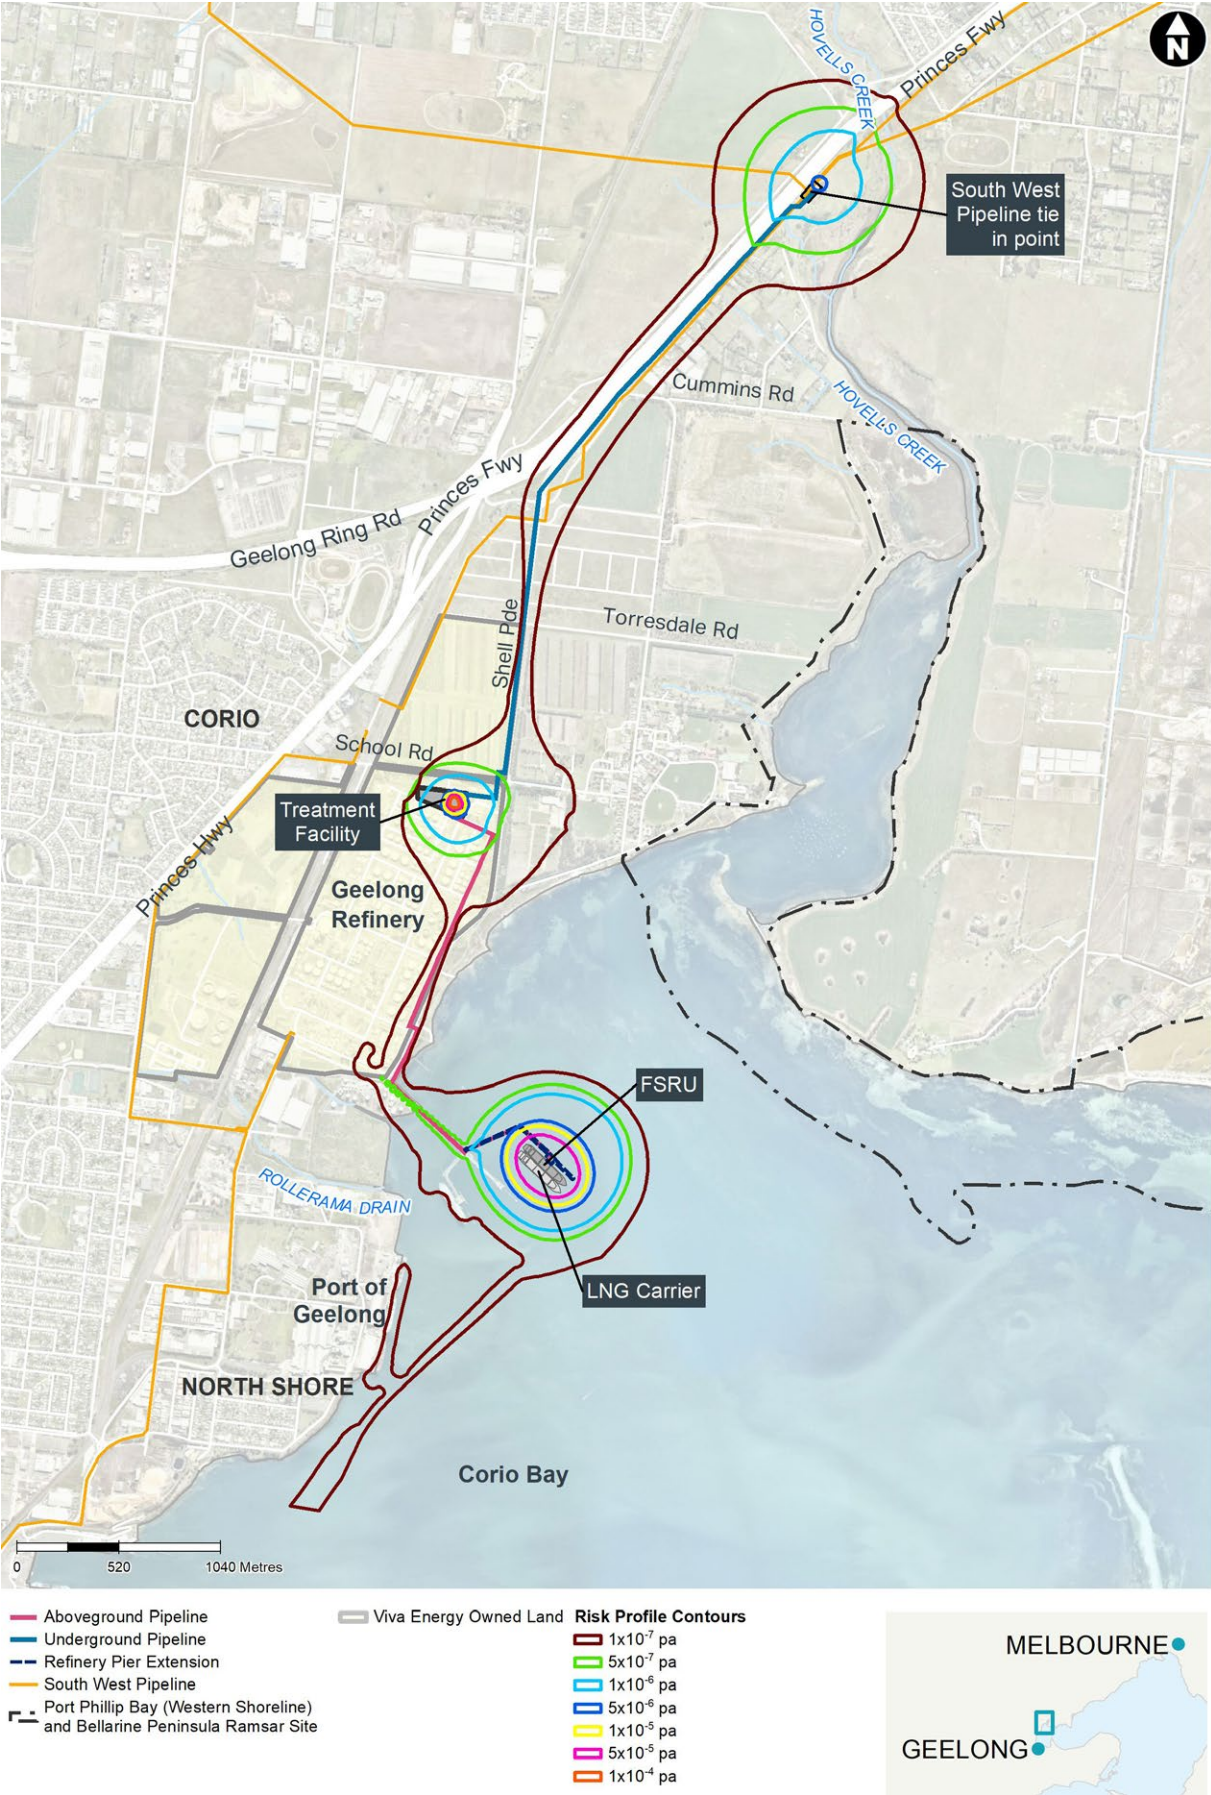 HOVELLS CREEK
Princes Fwy
N
South West
Pipeline tie
in point
Cummins Rd
HOVELLS CREEK
Princes Fwy
Geelong Ring Rd
Shell Pde
Torresdale Rd
CORIO
School Rd
Treatment
Facility
Princes Hwy
Geelong
Refinery
FSRU
ROLLERAMA DRAIN
LNG Carrier
Port of
Geelong
NORTH SHORE
Corio Bay
0 520 1040 Metres
Aboveground Pipeline
Underground Pipeline
Refinery Pier Extension
South West Pipeline
Port Phillip Bay (Western Shoreline)
and Bellarine Peninsula Ramsar Site
Viva Energy Owned Land
Risk Profile Contours
1x10⁻⁷ pa
5x10⁻⁷ pa
1x10⁻⁶ pa
5x10⁻⁶ pa
1x10⁻⁵ pa
5x10⁻⁵ pa
1x10⁻⁴ pa
MELBOURNE
GEELONG